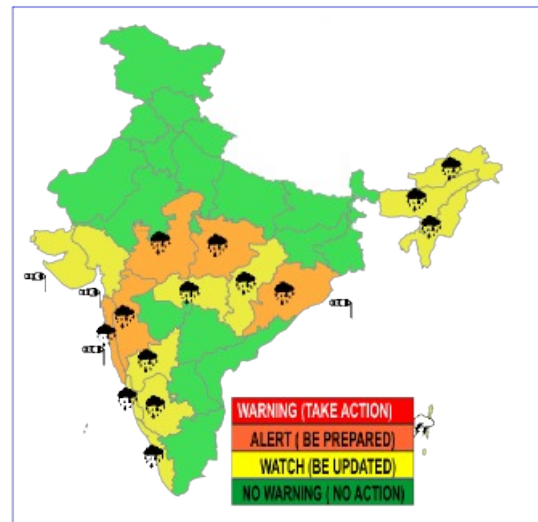 WARNING (TAKE ACTION)
ALERT ( BE PREPARED)
WATCH (BE UPDATED)
NO WARNING ( NO ACTION)